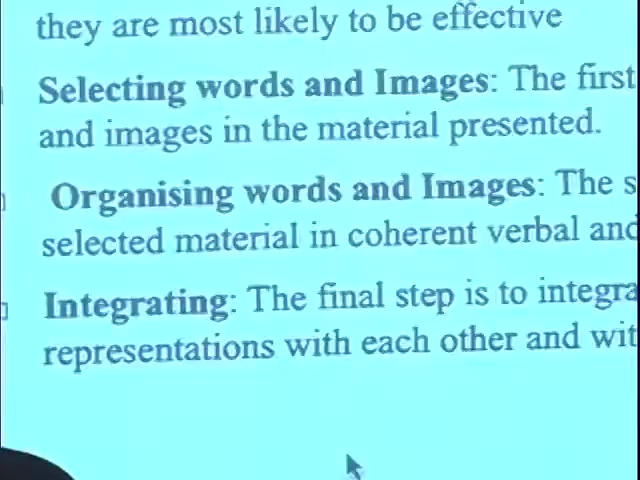 they are most likely to be effective
Selecting words and Images: The first
and images in the material presented.
Organising words and Images: The s
selected material in coherent verbal and
Integrating: The final step is to integra
representations with each other and wit